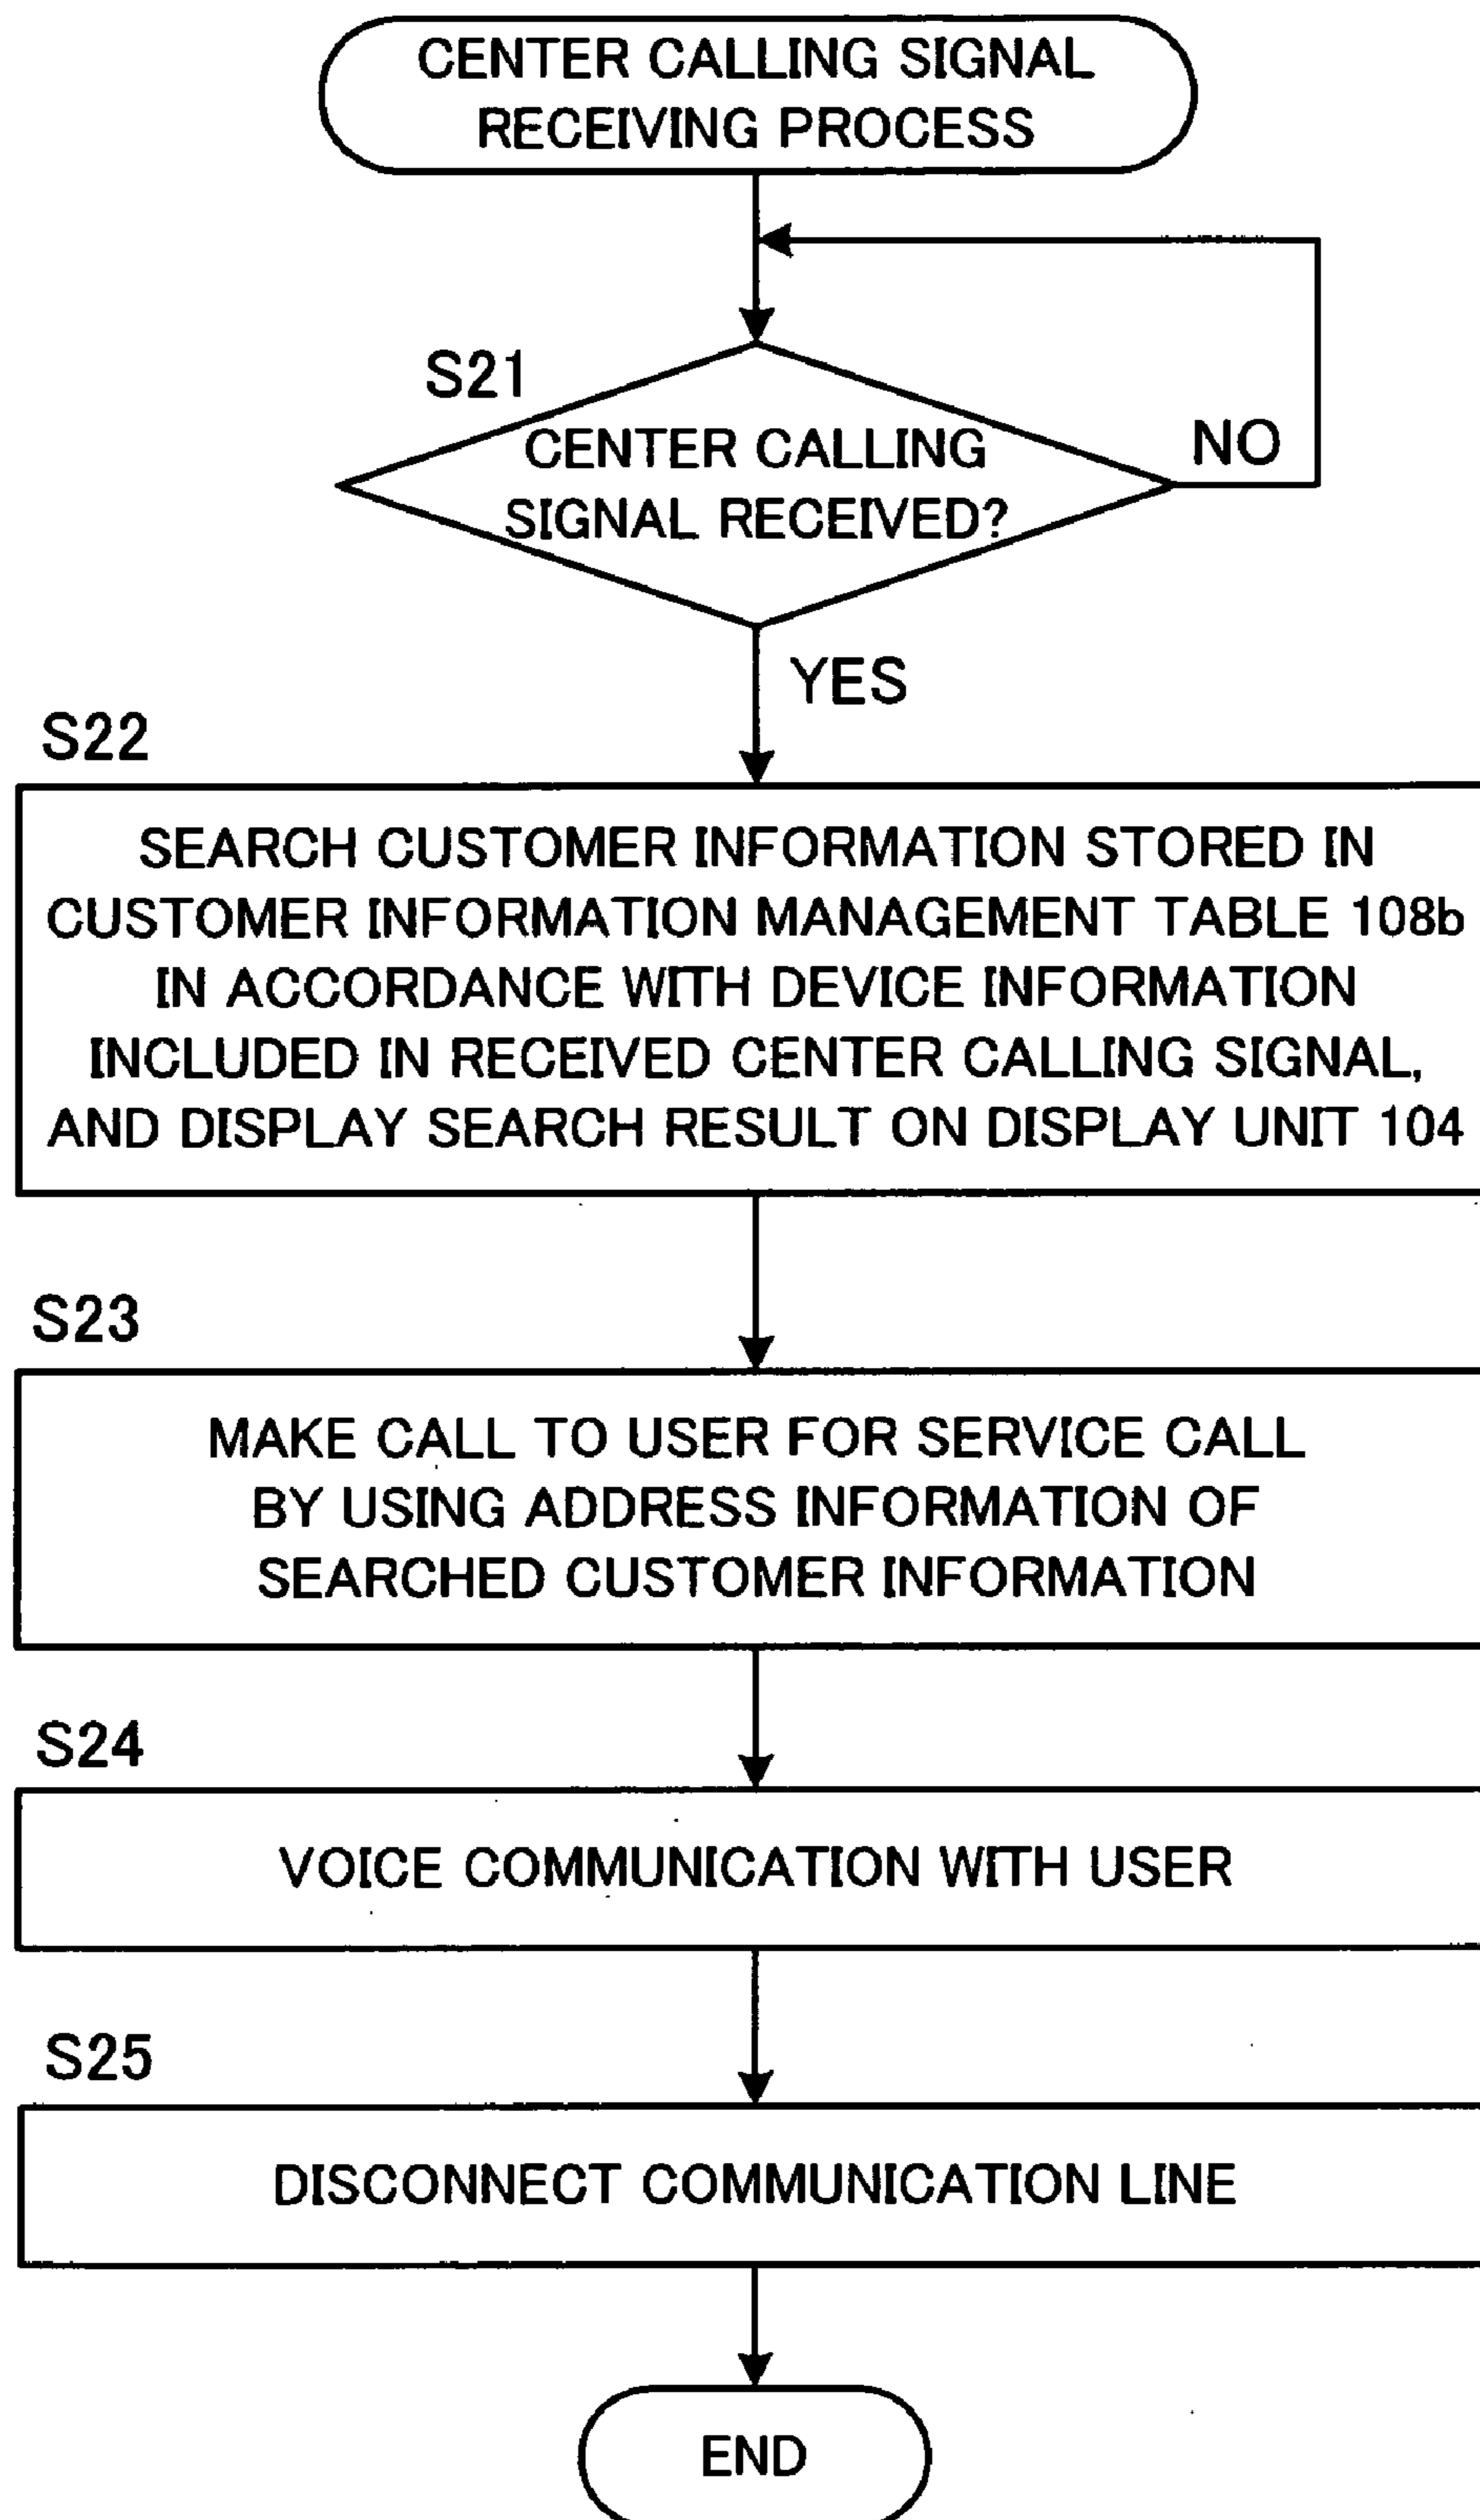 CENTER CALLING SIGNAL
RECEIVING PROCESS
S21
CENTER CALLING
SIGNAL RECEIVED?
NO
YES
S22
SEARCH CUSTOMER INFORMATION STORED IN
CUSTOMER INFORMATION MANAGEMENT TABLE 108b
IN ACCORDANCE WITH DEVICE INFORMATION
INCLUDED IN RECEIVED CENTER CALLING SIGNAL,
AND DISPLAY SEARCH RESULT ON DISPLAY UNIT 104
S23
MAKE CALL TO USER FOR SERVICE CALL
BY USING ADDRESS INFORMATION OF
SEARCHED CUSTOMER INFORMATION
S24
VOICE COMMUNICATION WITH USER
S25
DISCONNECT COMMUNICATION LINE
END